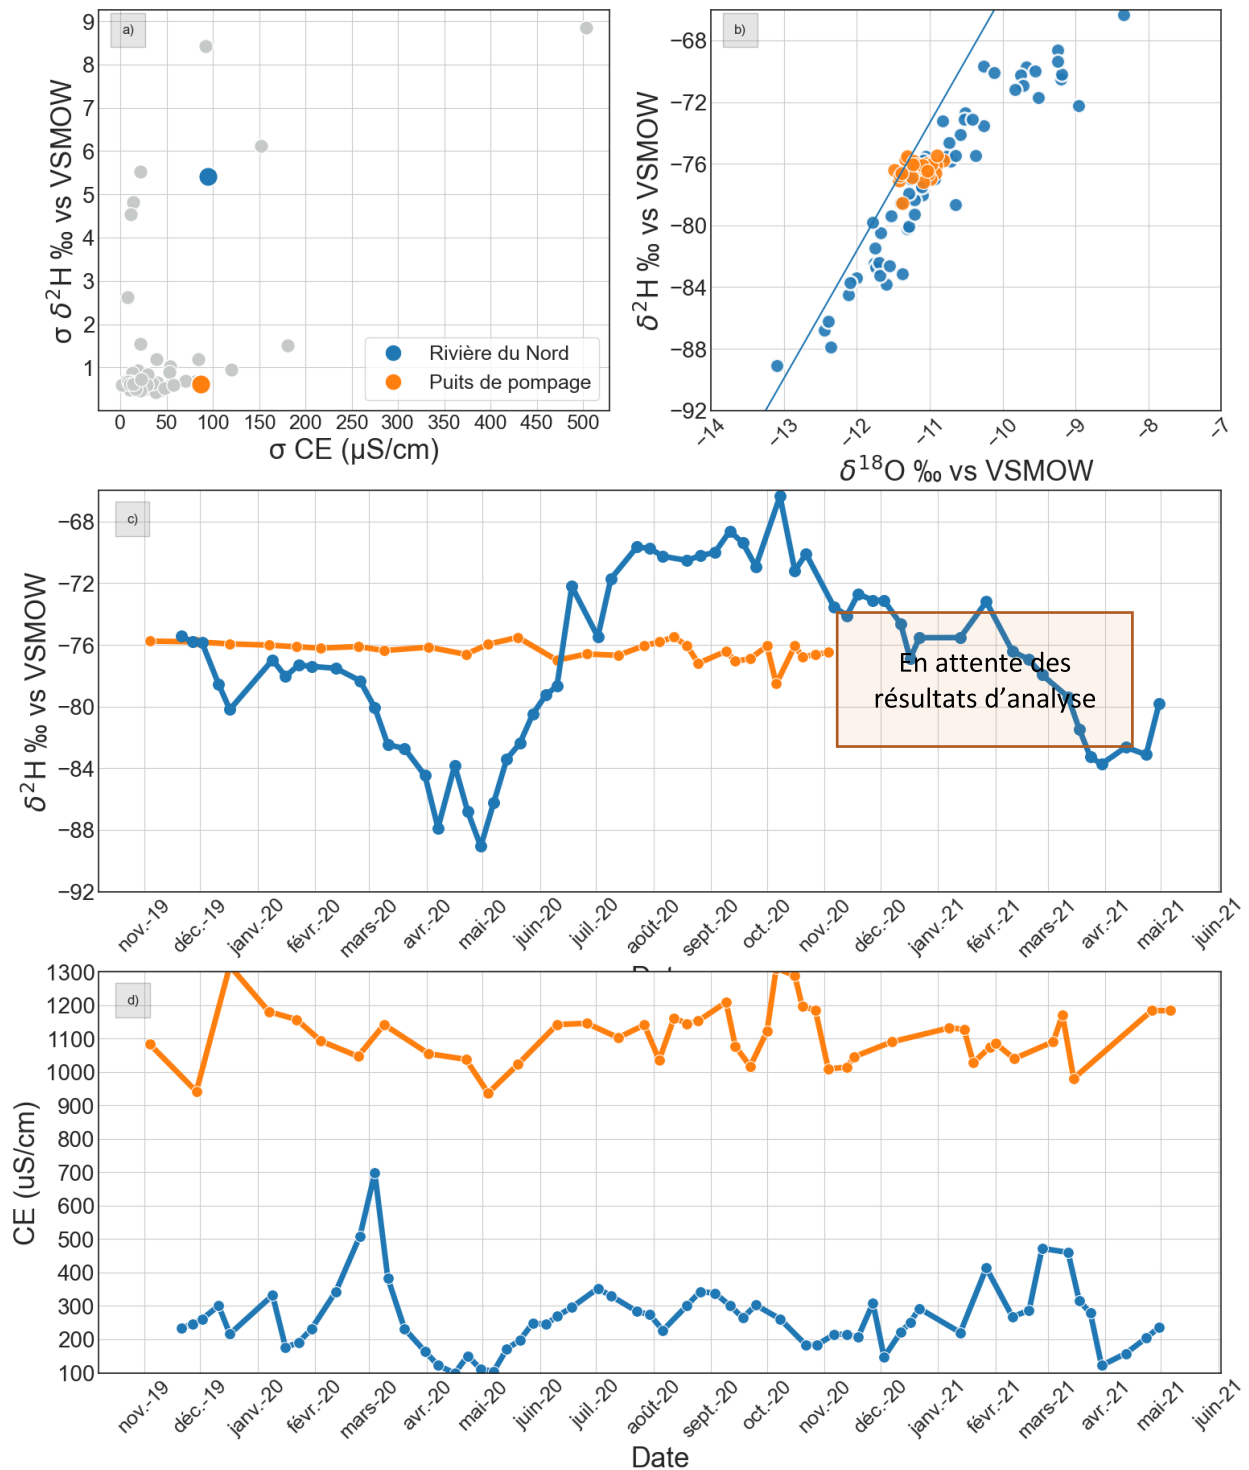 a)
9
8
7
6
5
4
3
2
1
σ δ²H ‰ vs VSMOW
Rivière du Nord
Puits de pompage
0 50 100 150 200 250 300 350 400 450 500
σ CE (µS/cm)
b)
−68
−72
−76
−80
−84
−88
−92
δ²H ‰ vs VSMOW
−14 −13 −12 −11 −10 −9 −8 −7
δ¹⁸O ‰ vs VSMOW
c)
−68
−72
−76
−80
−84
−88
−92
δ²H ‰ vs VSMOW
En attente des
résultats d’analyse
nov.-19 déc.-19 janv.-20 févr.-20 mars-20 avr.-20 mai-20 juin-20 juil.-20 août-20 sept.-20 oct.-20 nov.-20 déc.-20 janv.-21 févr.-21 mars-21 avr.-21 mai-21 juin-21
Date
d)
1300
1200
1100
1000
900
800
700
600
500
400
300
200
100
CE (uS/cm)
nov.-19 déc.-19 janv.-20 févr.-20 mars-20 avr.-20 mai-20 juin-20 juil.-20 août-20 sept.-20 oct.-20 nov.-20 déc.-20 janv.-21 févr.-21 mars-21 avr.-21 mai-21 juin-21
Date